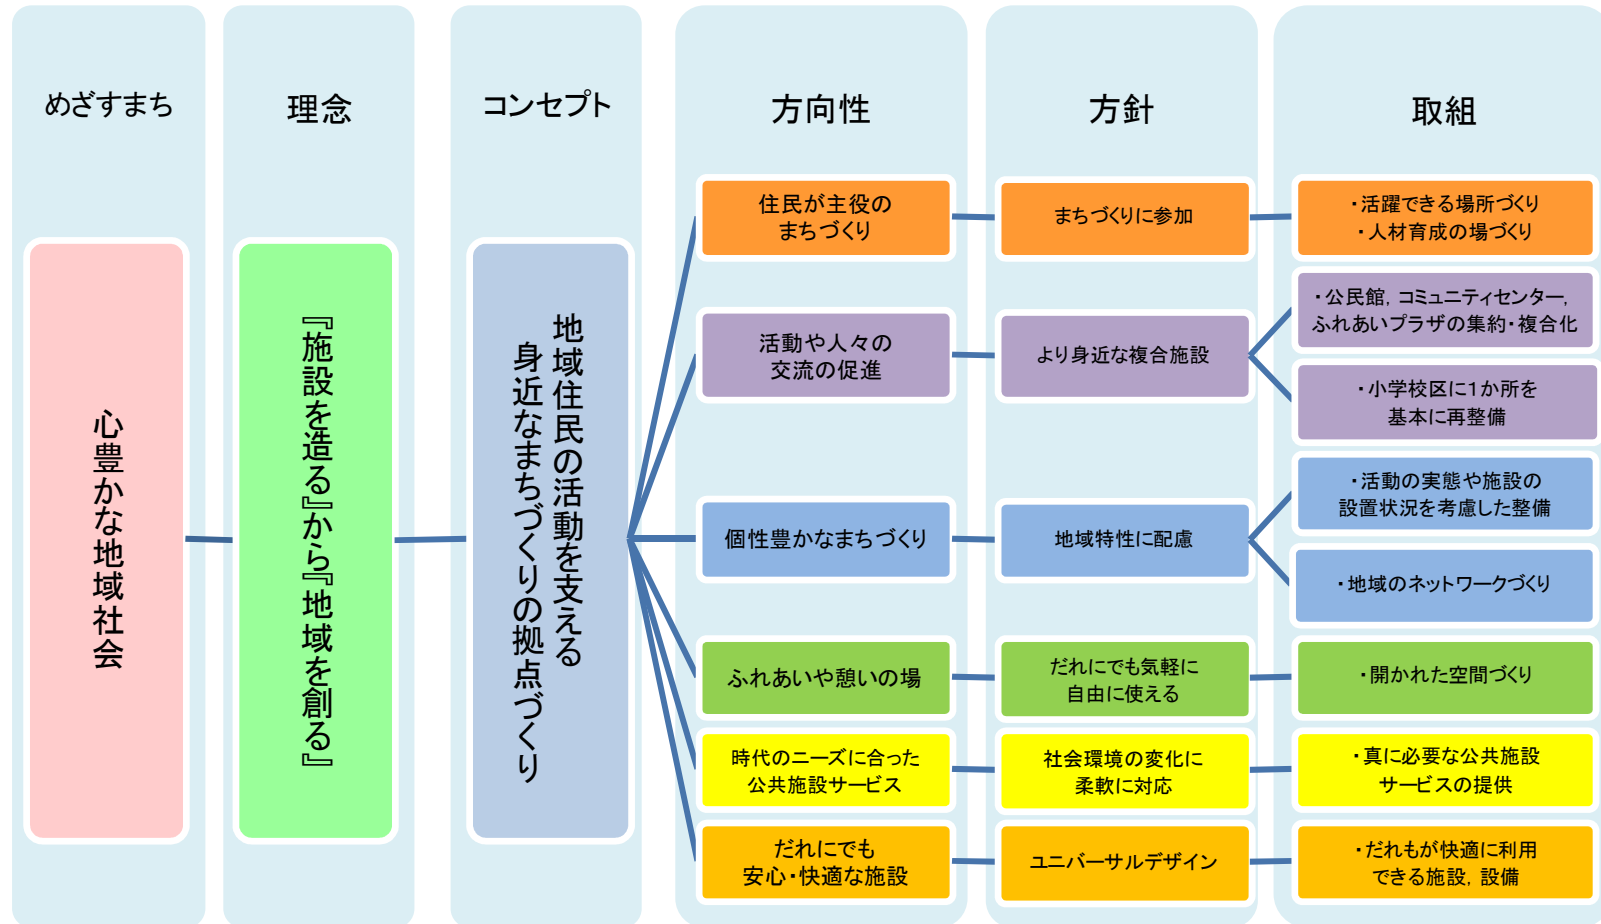 めざすまち
理念
コンセプト
方向性
方針
取組
心豊かな地域社会
『施設を造る』から『地域を創る』
地域住民の活動を支える
身近なまちづくりの拠点づくり
住民が主役の
まちづくり
まちづくりに参加
・活躍できる場所づくり
・人材育成の場づくり
活動や人々の
交流の促進
より身近な複合施設
・公民館，コミュニティセンター，
ふれあいプラザの集約・複合化
・小学校区に１か所を
基本に再整備
個性豊かなまちづくり
地域特性に配慮
・活動の実態や施設の
設置状況を考慮した整備
・地域のネットワークづくり
ふれあいや憩いの場
だれにでも気軽に
自由に使える
・開かれた空間づくり
時代のニーズに合った
公共施設サービス
社会環境の変化に
柔軟に対応
・真に必要な公共施設
サービスの提供
だれにでも
安心・快適な施設
ユニバーサルデザイン
・だれもが快適に利用
できる施設，設備